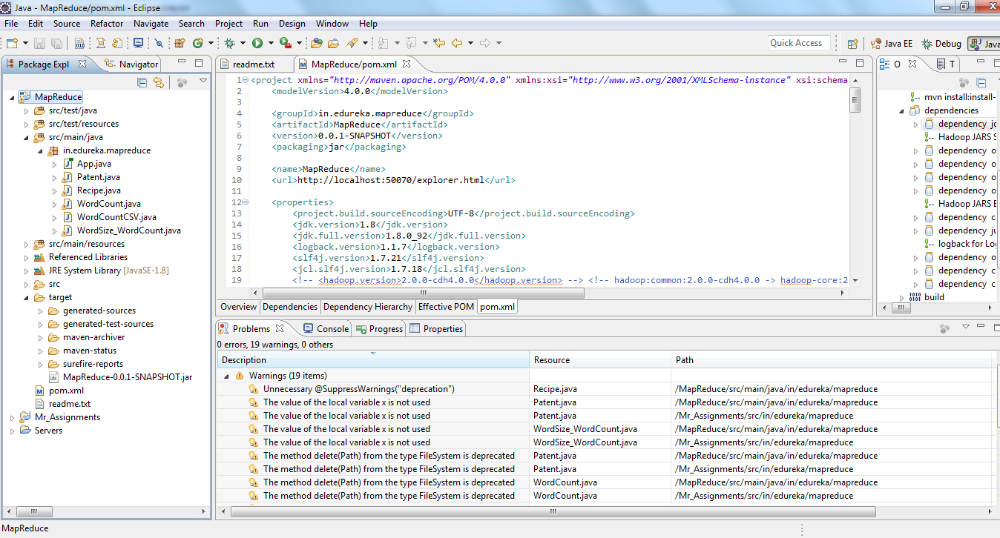 Java - MapReduce/pom.xml - Eclipse
File Edit Source Refactor Navigate Search Project Run Design Window Help
Quick Access
Java EE
Debug
Java
Package Expl
Navigator
MapReduce
src/test/java
src/test/resources
src/main/java
in.edureka.mapreduce
App.java
Patent.java
Recipe.java
WordCount.java
WordCountCSV.java
WordSize_WordCount.java
src/main/resources
Referenced Libraries
JRE System Library [JavaSE-1.8]
src
target
generated-sources
generated-test-sources
maven-archiver
maven-status
surefire-reports
MapReduce-0.0.1-SNAPSHOT.jar
pom.xml
readme.txt
Mr_Assignments
Servers
readme.txt
MapReduce/pom.xml
1 <project xmlns="http://maven.apache.org/POM/4.0.0" xmlns:xsi="http://www.w3.org/2001/XMLSchema-instance" xsi:schema
2 <modelVersion>4.0.0</modelVersion>
3
4 <groupId>in.edureka.mapreduce</groupId>
5 <artifactId>MapReduce</artifactId>
6 <version>0.0.1-SNAPSHOT</version>
7 <packaging>jar</packaging>
8
9 <name>MapReduce</name>
10 <url>http://localhost:50070/explorer.html</url>
11
12 <properties>
13 <project.build.sourceEncoding>UTF-8</project.build.sourceEncoding>
14 <jdk.version>1.8</jdk.version>
15 <jdk.full.version>1.8.0_92</jdk.full.version>
16 <logback.version>1.1.7</logback.version>
17 <slf4j.version>1.7.21</slf4j.version>
18 <jcl.slf4j.version>1.7.18</jcl.slf4j.version>
19 <!-- <hadoop.version>2.0.0-cdh4.0.0</hadoop.version> --> <!-- hadoop:common:2.0.0-cdh4.0.0 -> hadoop-core:2
Overview Dependencies Dependency Hierarchy Effective POM pom.xml
O
T
mvn install:install-
dependencies
dependency jc
Hadoop JARS S
dependency o
dependency o
dependency o
dependency o
Hadoop JARS E
dependency c
dependency ju
logback for Log
dependency o
dependency c
dependency c
build
Problems
Console
Progress
Properties
0 errors, 19 warnings, 0 others
Description Resource Path
Warnings (19 items)
Unnecessary @SuppressWarnings("deprecation") Recipe.java /MapReduce/src/main/java/in/edureka/mapreduce
The value of the local variable x is not used Patent.java /MapReduce/src/main/java/in/edureka/mapreduce
The value of the local variable x is not used Patent.java /Mr_Assignments/src/in/edureka/mapreduce
The value of the local variable x is not used WordSize_WordCount.java /MapReduce/src/main/java/in/edureka/mapreduce
The value of the local variable x is not used WordSize_WordCount.java /Mr_Assignments/src/in/edureka/mapreduce
The method delete(Path) from the type FileSystem is deprecated Patent.java /MapReduce/src/main/java/in/edureka/mapreduce
The method delete(Path) from the type FileSystem is deprecated Patent.java /Mr_Assignments/src/in/edureka/mapreduce
The method delete(Path) from the type FileSystem is deprecated WordCount.java /MapReduce/src/main/java/in/edureka/mapreduce
The method delete(Path) from the type FileSystem is deprecated WordCount.java /Mr_Assignments/src/in/edureka/mapreduce
MapReduce